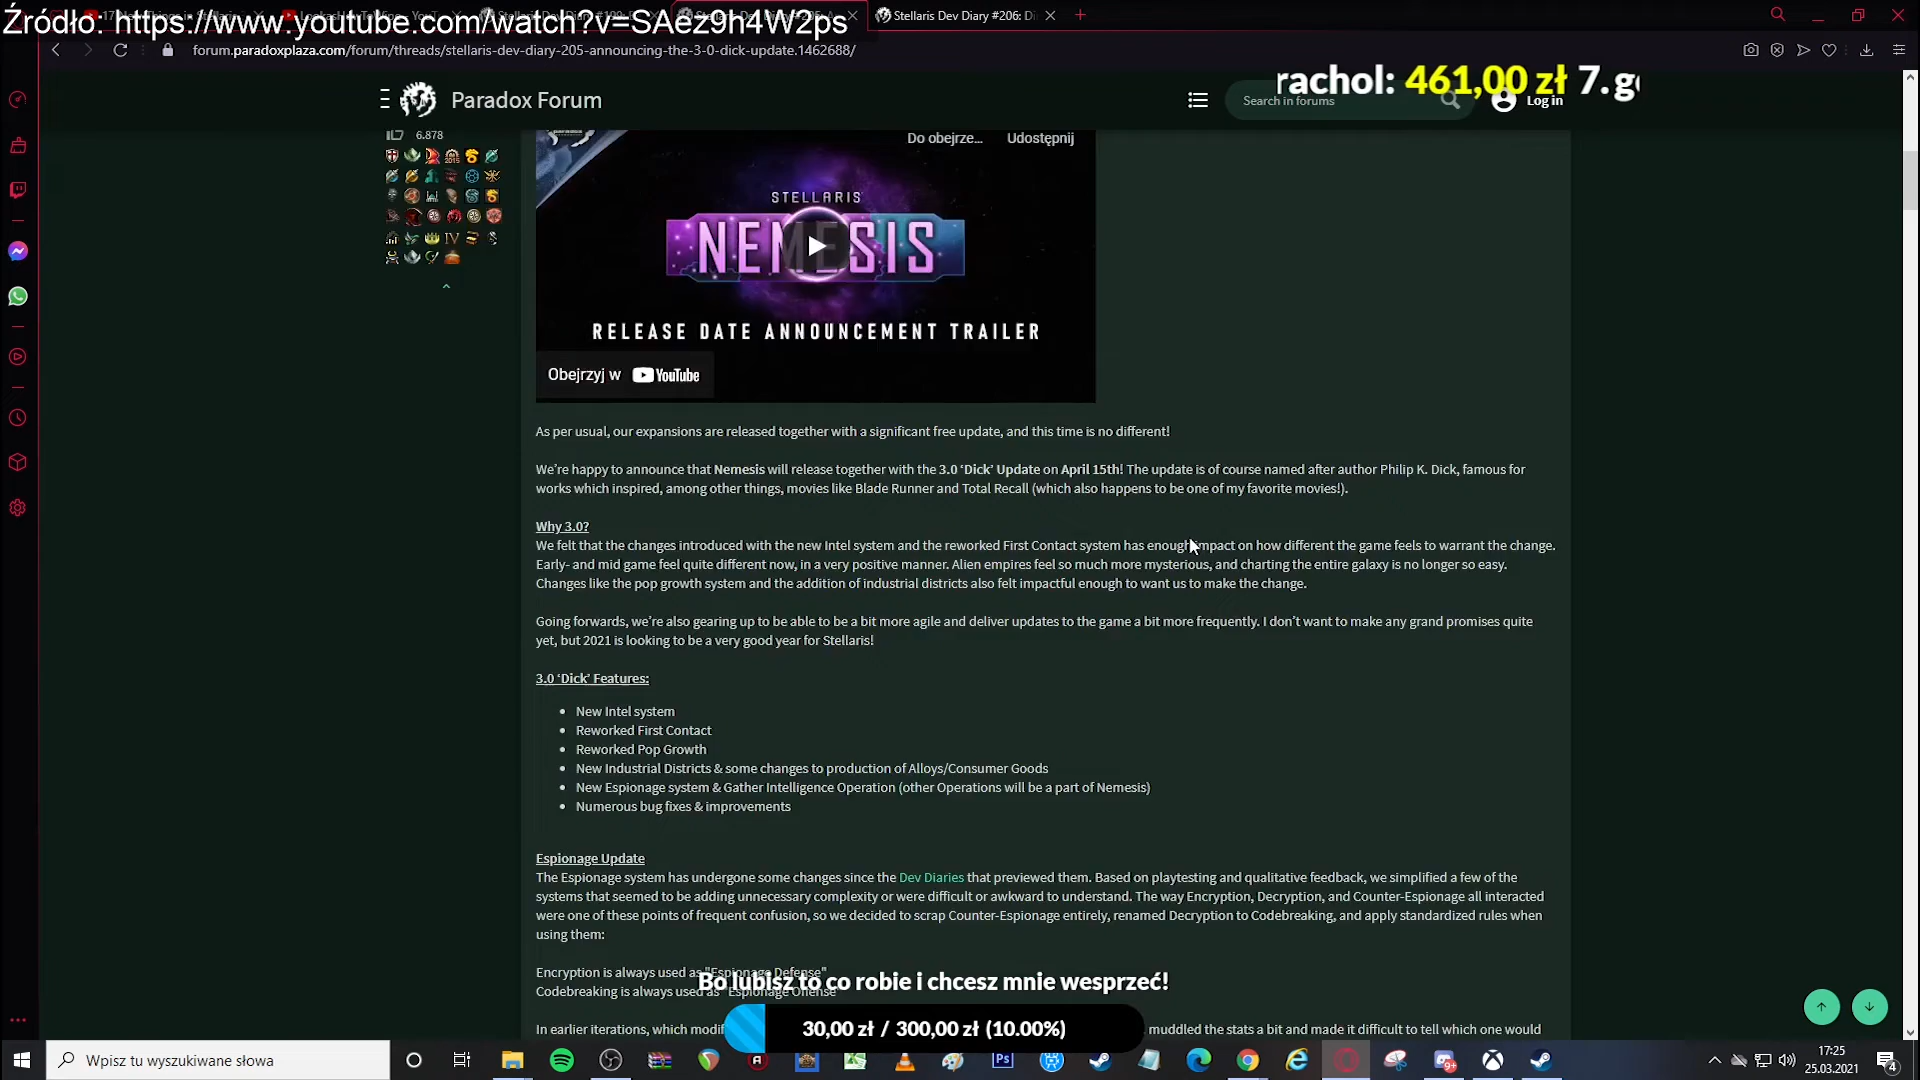 Źródło: https://www.youtube.com/watch?v=SAez9h4W2ps
Stellaris Dev Diary #206: Di
forum.paradoxplaza.com/forum/threads/stellaris-dev-diary-205-announcing-the-3-0-dick-update.1462688/
rachol: 461,00 zł 7.
Paradox Forum
Search in forums
Log in
6.878
Do obejrze...
Udostępnij
STELLARIS
NEMESIS
RELEASE DATE ANNOUNCEMENT TRAILER
Obejrzyj w YouTube
As per usual, our expansions are released together with a significant free update, and this time is no different!
We're happy to announce that Nemesis will release together with the 3.0 'Dick' Update on April 15th! The update is of course named after author Philip K. Dick, famous for
works which inspired, among other things, movies like Blade Runner and Total Recall (which also happens to be one of my favorite movies!).
Why 3.0?
We felt that the changes introduced with the new Intel system and the reworked First Contact system has enough impact on how different the game feels to warrant the change.
Early- and mid game feel quite different now, in a very positive manner. Alien empires feel so much more mysterious, and charting the entire galaxy is no longer so easy.
Changes like the pop growth system and the addition of industrial districts also felt impactful enough to want us to make the change.
Going forwards, we're also gearing up to be able to be a bit more agile and deliver updates to the game a bit more frequently. I don't want to make any grand promises quite
yet, but 2021 is looking to be a very good year for Stellaris!
3.0 'Dick' Features:
New Intel system
Reworked First Contact
Reworked Pop Growth
New Industrial Districts & some changes to production of Alloys/Consumer Goods
New Espionage system & Gather Intelligence Operation (other Operations will be a part of Nemesis)
Numerous bug fixes & improvements
Espionage Update
The Espionage system has undergone some changes since the Dev Diaries that previewed them. Based on playtesting and qualitative feedback, we simplified a few of the
systems that seemed to be adding unnecessary complexity or were difficult or awkward to understand. The way Encryption, Decryption, and Counter-Espionage all interacted
were one of these points of frequent confusion, so we decided to scrap Counter-Espionage entirely, renamed Decryption to Codebreaking, and apply standardized rules when
using them:
Encryption is always used as "Espionage Defense"
Bo lubisz to co robie i chcesz mnie wesprzeć!
Codebreaking is always used as "Espionage Offense"
In earlier iterations, which modif
30,00 zł / 300,00 zł (10.00%)
muddled the stats a bit and made it difficult to tell which one would
Wpisz tu wyszukiwane słowa
17:25
25.03.2021